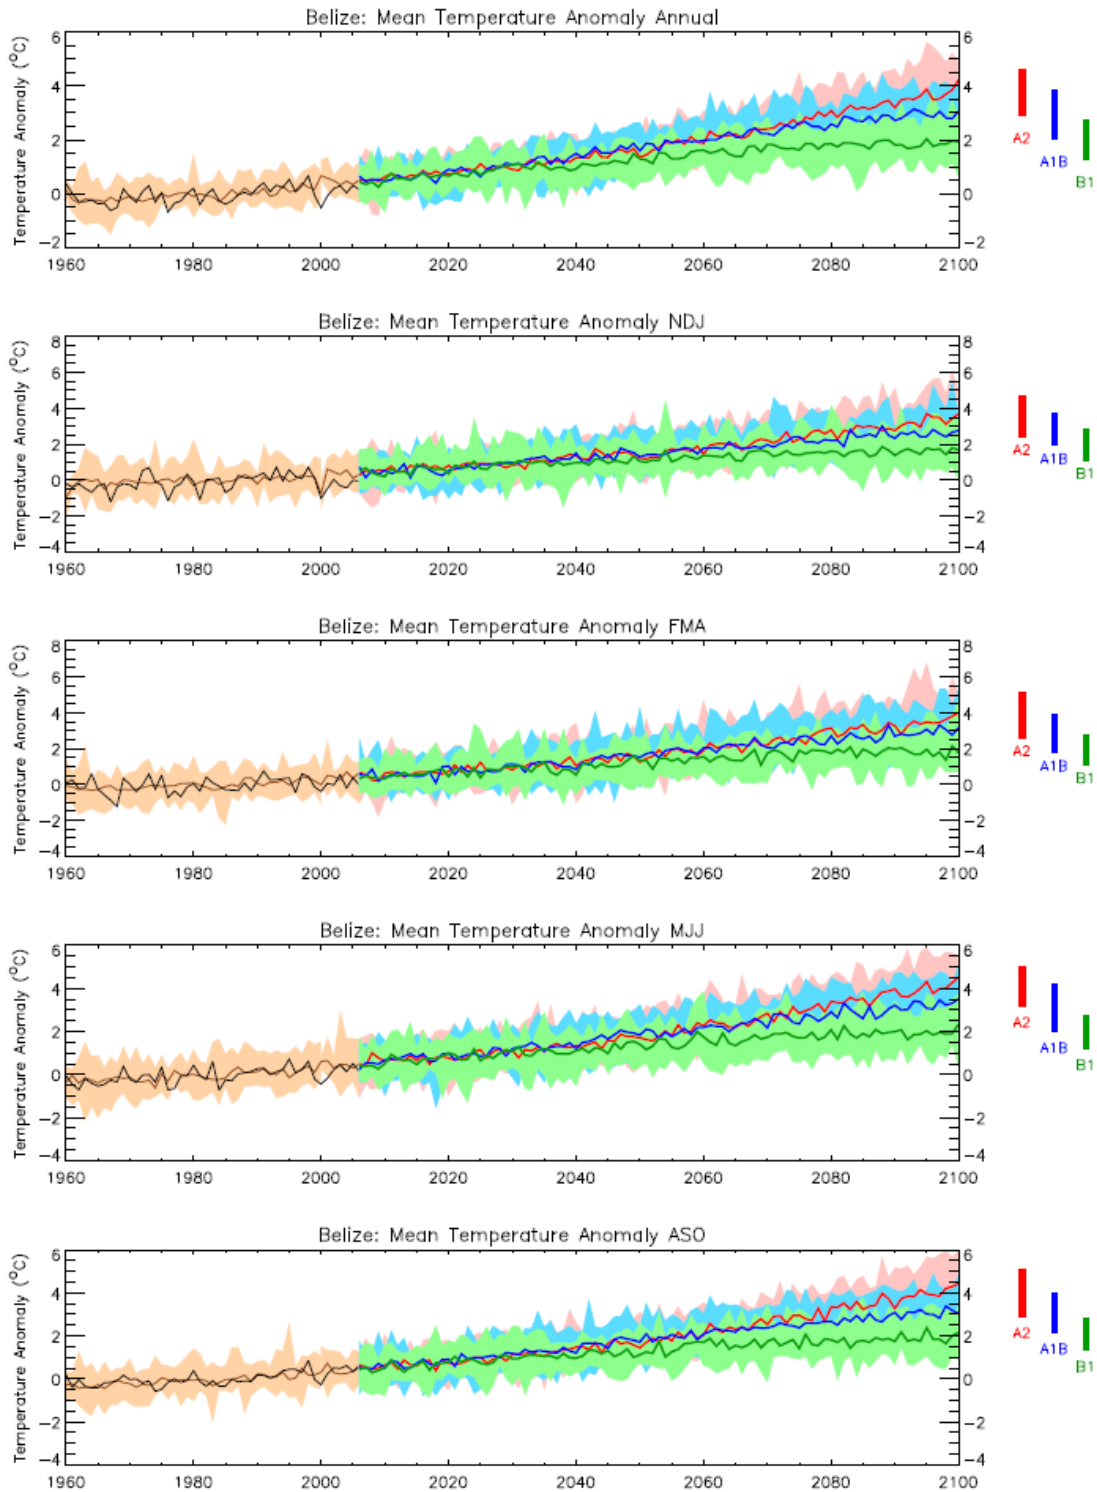 Belize: Mean Temperature Anomaly Annual
Temperature Anomaly (°C)
6 6
4 4
2 2
0 0
−2 −2
1960 1980 2000 2020 2040 2060 2080 2100
A2
A1B
B1
Belize: Mean Temperature Anomaly NDJ
Temperature Anomaly (°C)
8 8
6 6
4 4
2 2
0 0
−2 −2
−4 −4
1960 1980 2000 2020 2040 2060 2080 2100
A2
A1B
B1
Belize: Mean Temperature Anomaly FMA
Temperature Anomaly (°C)
8 8
6 6
4 4
2 2
0 0
−2 −2
−4 −4
1960 1980 2000 2020 2040 2060 2080 2100
A2
A1B
B1
Belize: Mean Temperature Anomaly MJJ
Temperature Anomaly (°C)
6 6
4 4
2 2
0 0
−2 −2
−4 −4
1960 1980 2000 2020 2040 2060 2080 2100
A2
A1B
B1
Belize: Mean Temperature Anomaly ASO
Temperature Anomaly (°C)
6 6
4 4
2 2
0 0
−2 −2
−4 −4
1960 1980 2000 2020 2040 2060 2080 2100
A2
A1B
B1